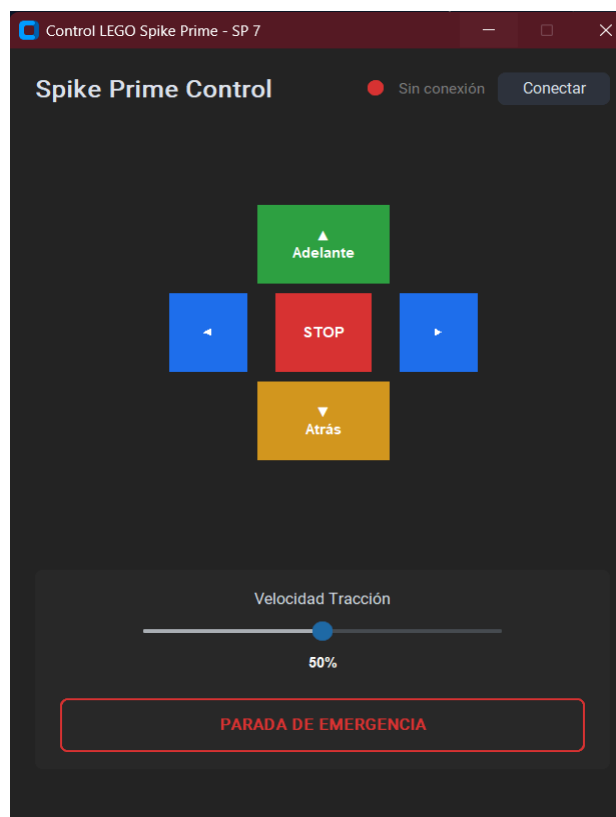 Control LEGO Spike Prime - SP 7
Spike Prime Control
Sin conexión
Conectar
▲
Adelante
◄
STOP
►
▼
Atrás
Velocidad Tracción
50%
PARADA DE EMERGENCIA